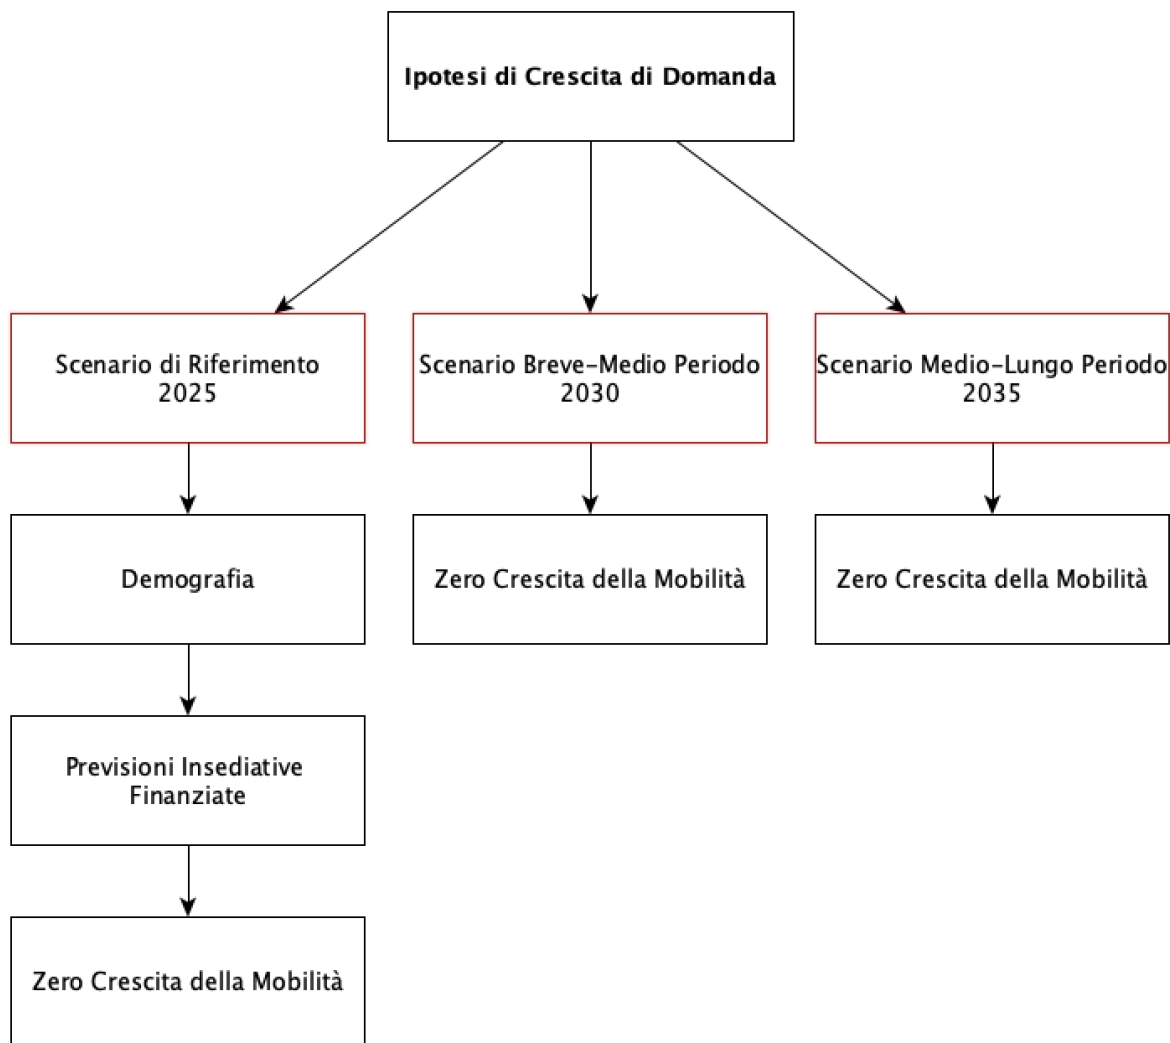 Ipotesi di Crescita di Domanda
Scenario di Riferimento
2025
Scenario Breve-Medio Periodo
2030
Scenario Medio-Lungo Periodo
2035
Demografia
Zero Crescita della Mobilità
Zero Crescita della Mobilità
Previsioni Insediative
Finanziate
Zero Crescita della Mobilità